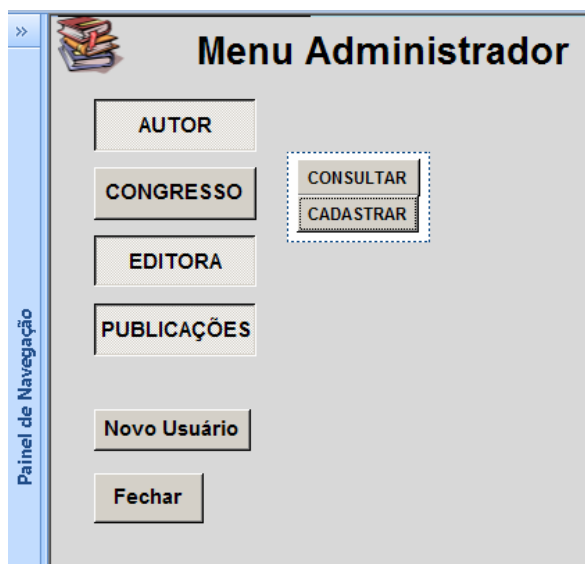 »
Menu Administrador
AUTOR
CONGRESSO
CONSULTAR
CADASTRAR
EDITORA
PUBLICAÇÕES
Novo Usuário
Fechar
Painel de Navegação